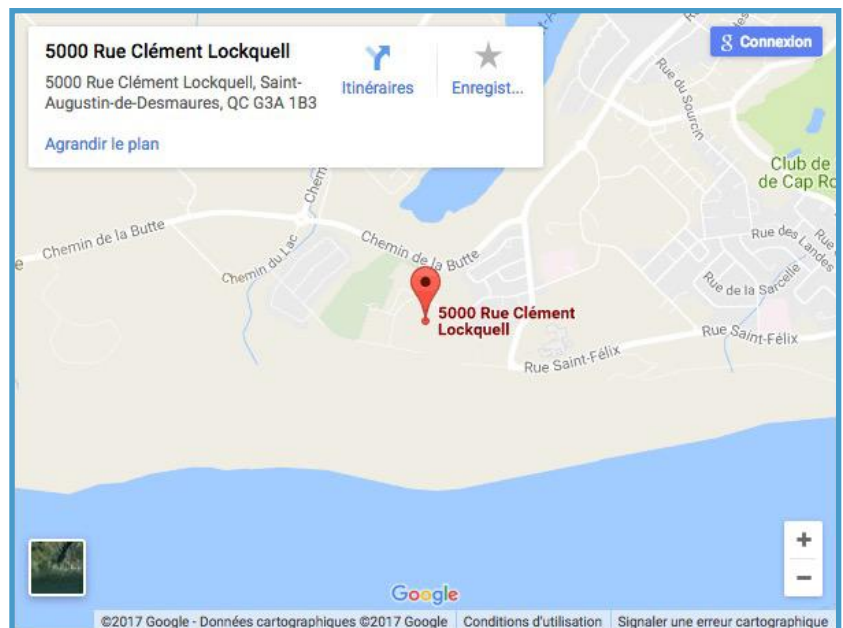 5000 Rue Clément Lockquell
5000 Rue Clément Lockquell, Saint-
Augustin-de-Desmaures, QC G3A 1B3
Agrandir le plan
Itinéraires
Enregist...
g Connexion
Rue du Sourcin
Club de
de Cap Ro
Chem
Chemin de la Butte
Chemin du Lac
Chemin de la Butte
Rue des Landes
Rue
Rue de la Sarcelle
5000 Rue Clément
Lockquell
Rue Saint-Félix
Rue Saint-Félix
e
+
−
Google
©2017 Google - Données cartographiques ©2017 Google
Conditions d'utilisation
Signaler une erreur cartographique